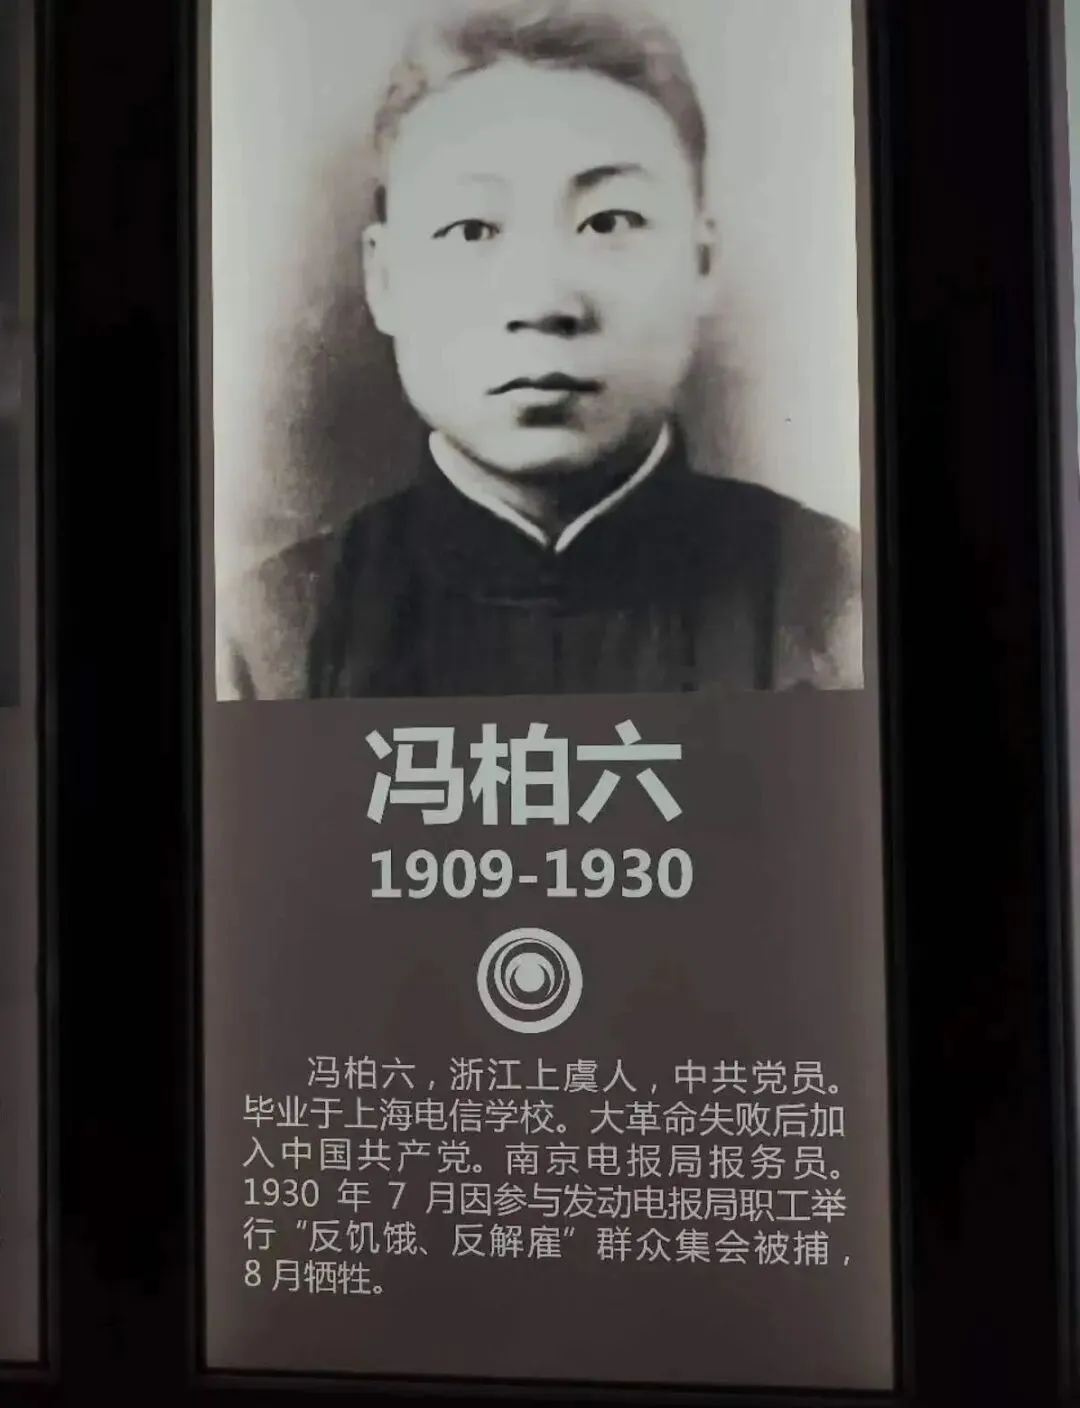 冯柏六
1909-1930
冯柏六，浙江上虞人，中共党员。
毕业于上海电信学校。大革命失败后加
入中国共产党。南京电报局报务员。
1930 年 7 月因参与发动电报局职工举
行“反饥饿、反解雇”群众集会被捕，
8 月牺牲。